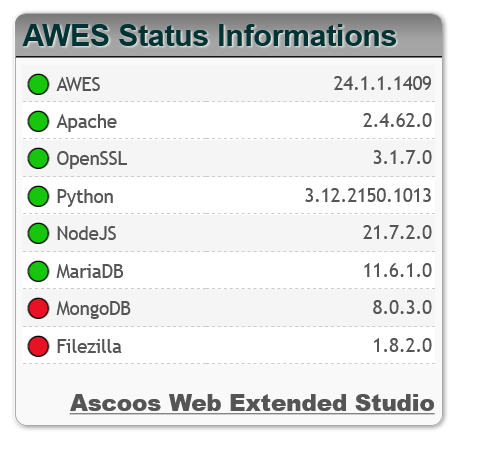 AWES Status Informations
AWES 24.1.1.1409
Apache 2.4.62.0
OpenSSL 3.1.7.0
Python 3.12.2150.1013
NodeJS 21.7.2.0
MariaDB 11.6.1.0
MongoDB 8.0.3.0
Filezilla 1.8.2.0
Ascoos Web Extended Studio